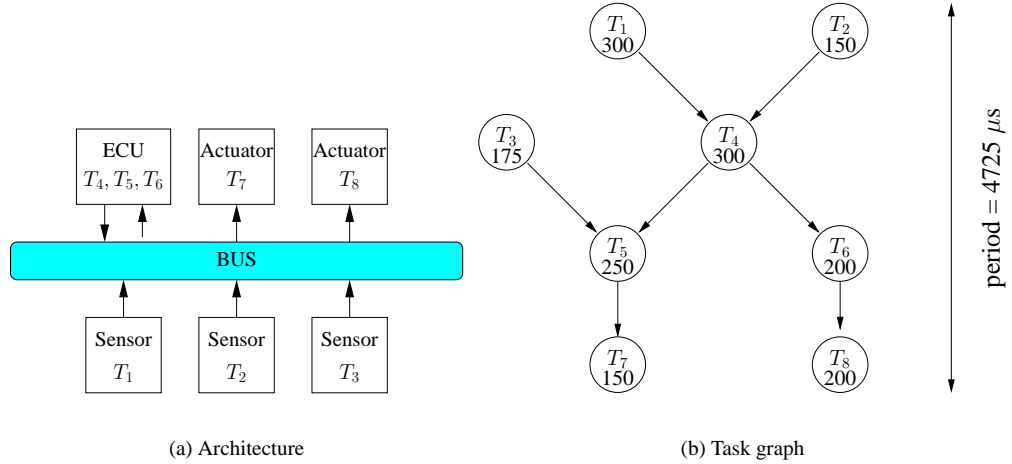 ECU
T4, T5, T6
Actuator
T7
Actuator
T8
BUS
Sensor
T1
Sensor
T2
Sensor
T3
(a) Architecture
T1
300
T2
150
T3
175
T4
300
T5
250
T6
200
T7
150
T8
200
period = 4725 μs
(b) Task graph